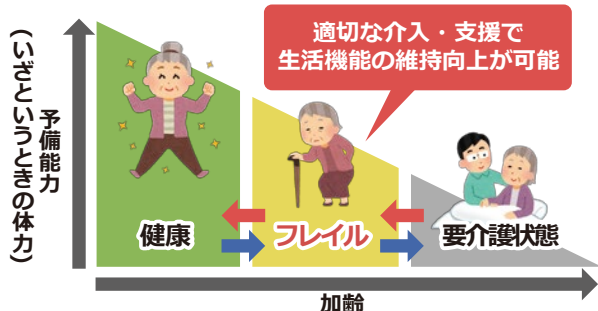 適切な介入・支援で
生活機能の維持向上が可能
予備能力
（いざというときの体力）
健康
フレイル
要介護状態
加齢